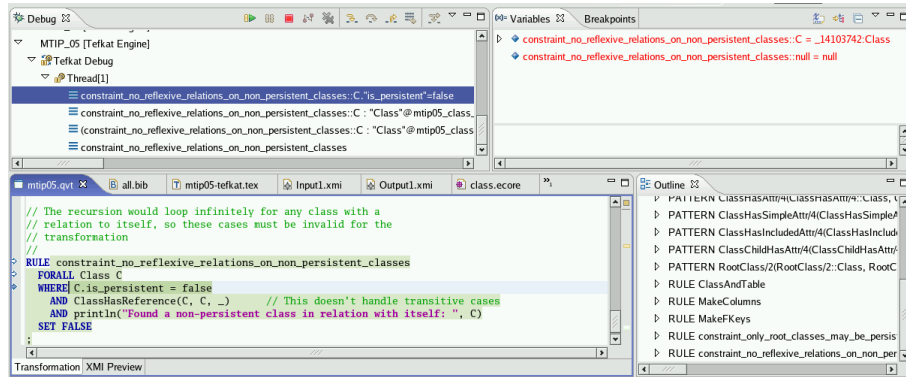 Debug
MTIP_05 [Tefkat Engine]
Tefkat Debug
Thread[1]
constraint_no_reflexive_relations_on_non_persistent_classes::C."is_persistent"=false
constraint_no_reflexive_relations_on_non_persistent_classes::C : "Class"@mtip05_class_
(constraint_no_reflexive_relations_on_non_persistent_classes::C : "Class"@mtip05_class
constraint_no_reflexive_relations_on_non_persistent_classes
(x)= Variables Breakpoints
constraint_no_reflexive_relations_on_non_persistent_classes::C = _14103742:Class
constraint_no_reflexive_relations_on_non_persistent_classes::null = null
mtip05.qvt all.bib mtip05-tefkat.tex Input1.xmi Output1.xmi class.ecore
// The recursion would loop infinitely for any class with a
// relation to itself, so these cases must be invalid for the
// transformation
//
RULE constraint_no_reflexive_relations_on_non_persistent_classes
FORALL Class C
WHERE C.is_persistent = false
AND ClassHasReference(C, C, _) // This doesn't handle transitive cases
AND println("Found a non-persistent class in relation with itself: ", C)
SET FALSE
;
Transformation XMI Preview
Outline
PATTERN ClassHasAttr/4(ClassHasAttr/4::Class, 
PATTERN ClassHasSimpleAttr/4(ClassHasSimpleA
PATTERN ClassHasIncludedAttr/4(ClassHasInclude
PATTERN ClassChildHasAttr/4(ClassChildHasAttr/
PATTERN RootClass/2(RootClass/2::Class, RootC
RULE ClassAndTable
RULE MakeColumns
RULE MakeFKeys
RULE constraint_only_root_classes_may_be_persis
RULE constraint_no_reflexive_relations_on_non_per